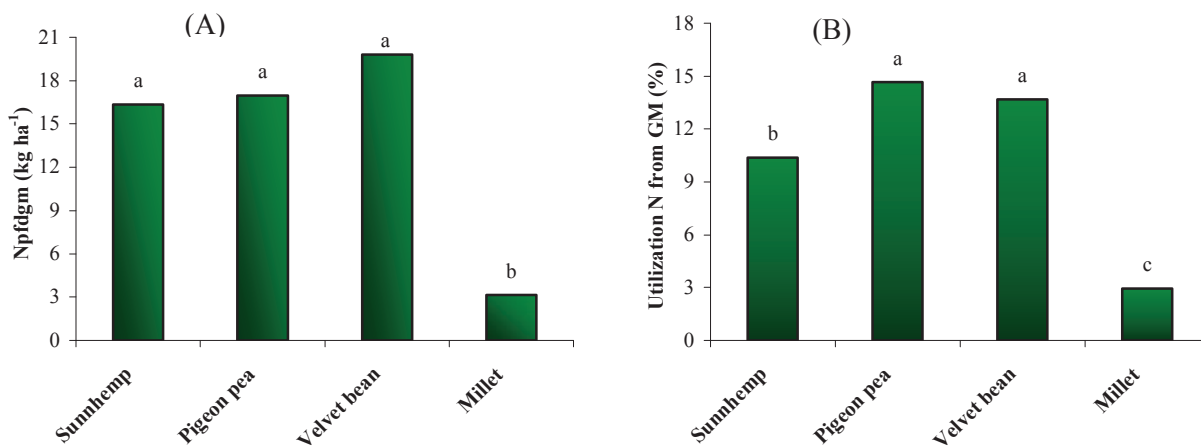 (A)
Npfdgm (kg ha⁻¹)
21
18
15
12
9
6
3
0
a
a
a
b
Sunnhemp
Pigeon pea
Velvet bean
Millet
(B)
Utilization N from GM (%)
18
15
12
9
6
3
0
b
a
a
c
Sunnhemp
Pigeon pea
Velvet bean
Millet